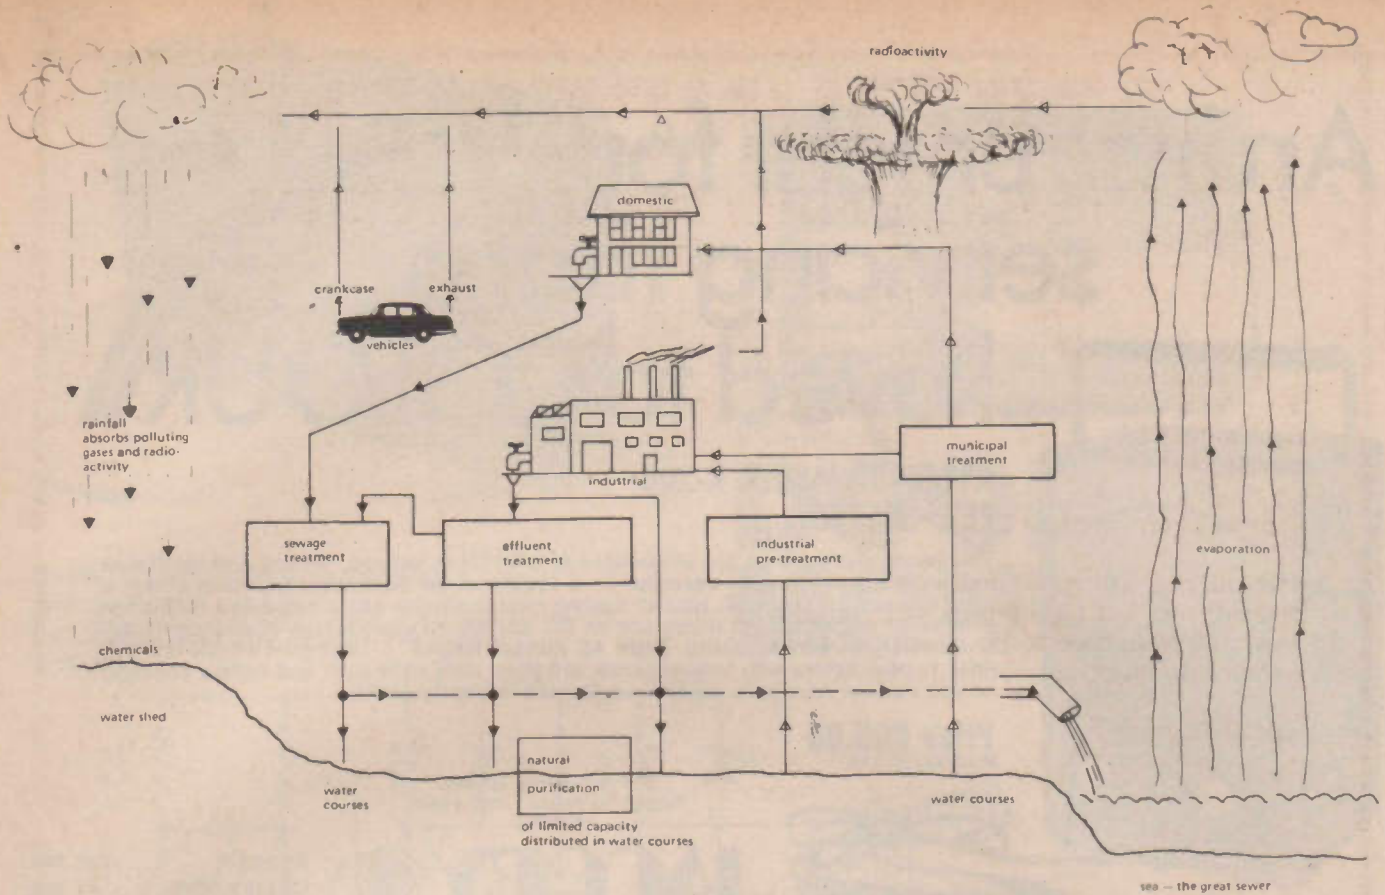 radioactivity
domestic
crankcase
exhaust
vehicles
rainfall
absorbs polluting
gases and radio-
activity
municipal
treatment
industrial
sewage
treatment
effluent
treatment
industrial
pre-treatment
evaporation
chemicals
water shed
natural
purification
water
courses
water courses
of limited capacity
distributed in water courses
sea — the great sewer